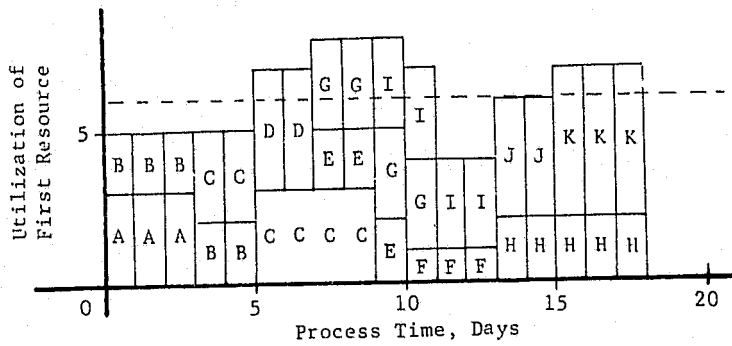 Utilization of
First Resource
G G I
D D I
5
B B B C C E E J J K K K
G
A A A C C C C G I I
B B E H H H H H
F F F
0 5 10 15 20
Process Time, Days